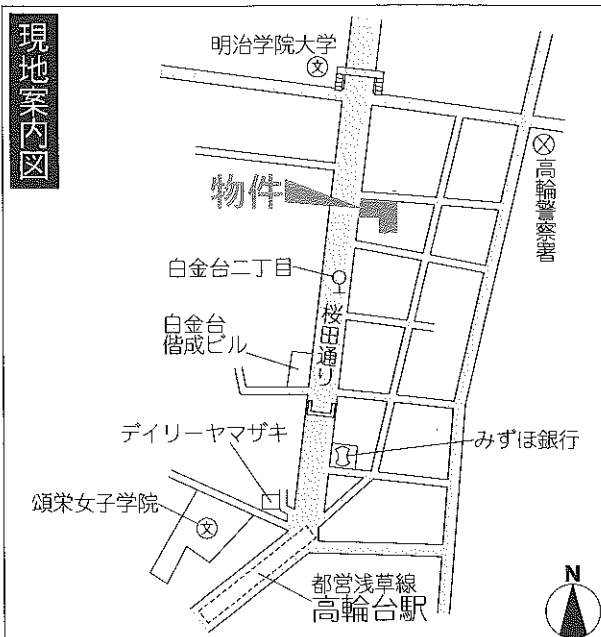 現地案内図
明治学院大学
文
高輪警察署
物件
白金台二丁目
桜田通り
白金台
偕成ビル
デイリーヤマザキ
みずほ銀行
頌栄女子学院
文
都営浅草線
高輪台駅
N